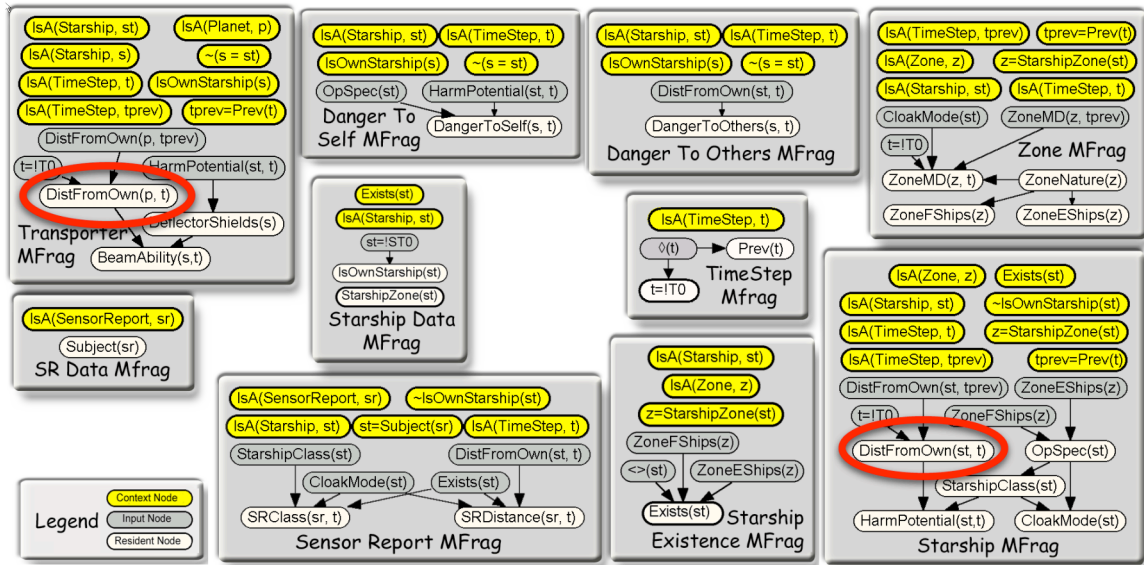 IsA(Starship, st)
IsA(Planet, p)
IsA(Starship, s)
~(s = st)
IsA(TimeStep, t)
IsOwnStarship(s)
IsA(TimeStep, tprev)
tprev=Prev(t)
DistFromOwn(p, tprev)
t=!T0
HarmPotential(st, t)
DistFromOwn(p, t)
DeflectorShields(s)
Transporter
MFrag
BeamAbility(s,t)
IsA(Starship, st)
IsA(TimeStep, t)
IsOwnStarship(s)
~(s = st)
OpSpec(st)
HarmPotential(st, t)
Danger To
Self MFrag
DangerToSelf(s, t)
IsA(Starship, st)
IsA(TimeStep, t)
IsOwnStarship(s)
~(s = st)
DistFromOwn(st, t)
DangerToOthers(s, t)
Danger To Others MFrag
IsA(TimeStep, tprev)
tprev=Prev(t)
IsA(Zone, z)
z=StarshipZone(st)
IsA(Starship, st)
IsA(TimeStep, t)
CloakMode(st)
ZoneMD(z, tprev)
t=!T0
Zone MFrag
ZoneMD(z, t)
ZoneNature(z)
ZoneFShips(z)
ZoneEShips(z)
Exists(st)
IsA(Starship, st)
st=!ST0
IsOwnStarship(st)
StarshipZone(st)
Starship Data
MFrag
IsA(TimeStep, t)
◊(t)
Prev(t)
TimeStep
Mfrag
t=!T0
IsA(SensorReport, sr)
Subject(sr)
SR Data Mfrag
IsA(SensorReport, sr)
~IsOwnStarship(st)
IsA(Starship, st)
st=Subject(sr)
IsA(TimeStep, t)
StarshipClass(st)
DistFromOwn(st, t)
CloakMode(st)
Exists(st)
SRClass(sr, t)
SRDistance(sr, t)
Sensor Report MFrag
IsA(Starship, st)
IsA(Zone, z)
z=StarshipZone(st)
ZoneFShips(z)
<>(st)
ZoneEShips(z)
Exists(st)
Starship
Existence MFrag
IsA(Zone, z)
Exists(st)
IsA(Starship, st)
~IsOwnStarship(st)
IsA(TimeStep, t)
z=StarshipZone(st)
IsA(TimeStep, tprev)
tprev=Prev(t)
DistFromOwn(st, tprev)
ZoneEShips(z)
t=!T0
ZoneFShips(z)
DistFromOwn(st, t)
OpSpec(st)
StarshipClass(st)
HarmPotential(st,t)
CloakMode(st)
Starship MFrag
Legend
Context Node
Input Node
Resident Node